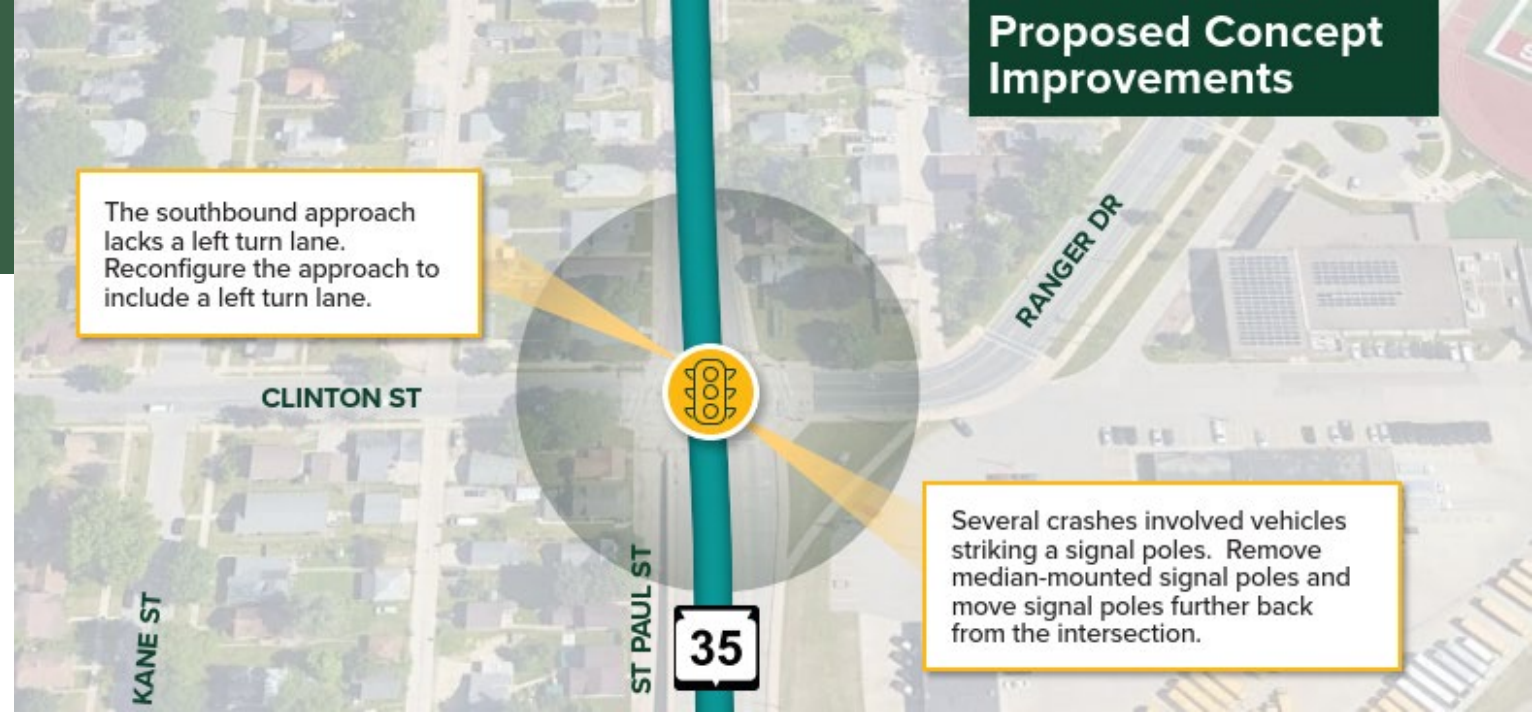 Proposed Concept
Improvements
The southbound approach
lacks a left turn lane.
Reconfigure the approach to
include a left turn lane.
RANGER DR
CLINTON ST
Several crashes involved vehicles
striking a signal poles. Remove
median-mounted signal poles and
move signal poles further back
from the intersection.
KANE ST
ST PAUL ST
35